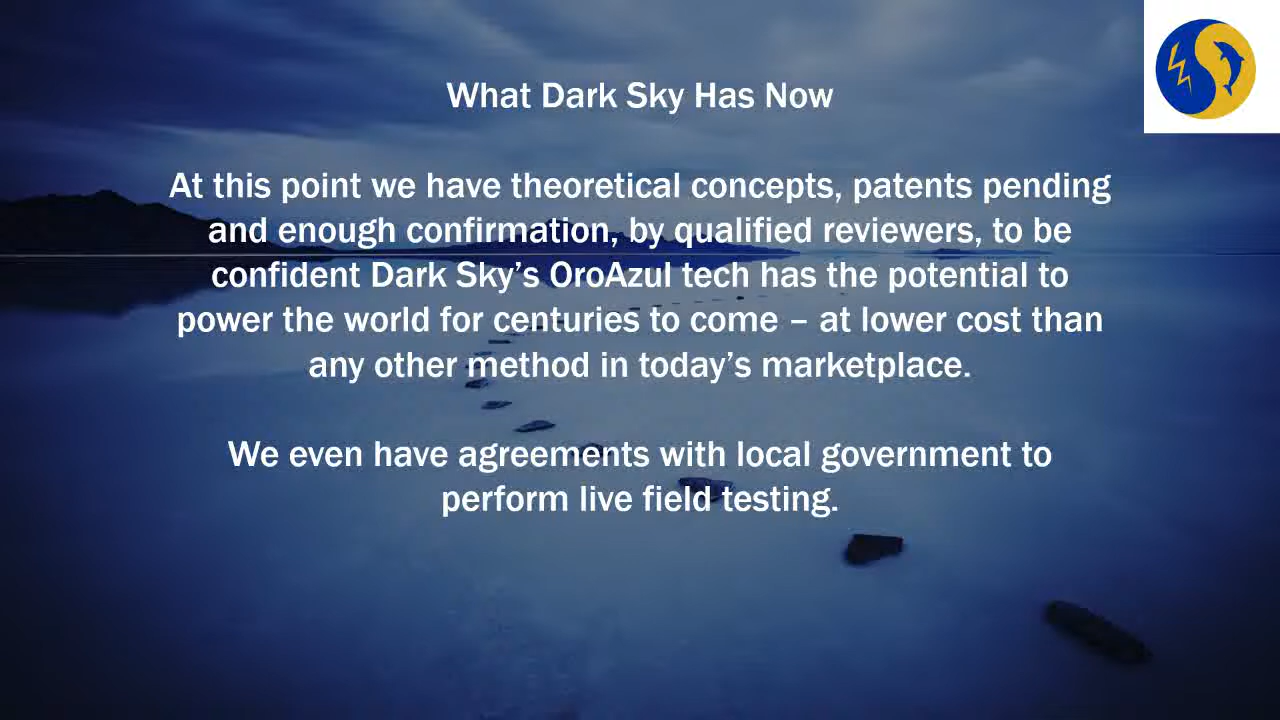 What Dark Sky Has Now
At this point we have theoretical concepts, patents pending
and enough confirmation, by qualified reviewers, to be
confident Dark Sky’s OroAzul tech has the potential to
power the world for centuries to come – at lower cost than
any other method in today’s marketplace.
We even have agreements with local government to
perform live field testing.